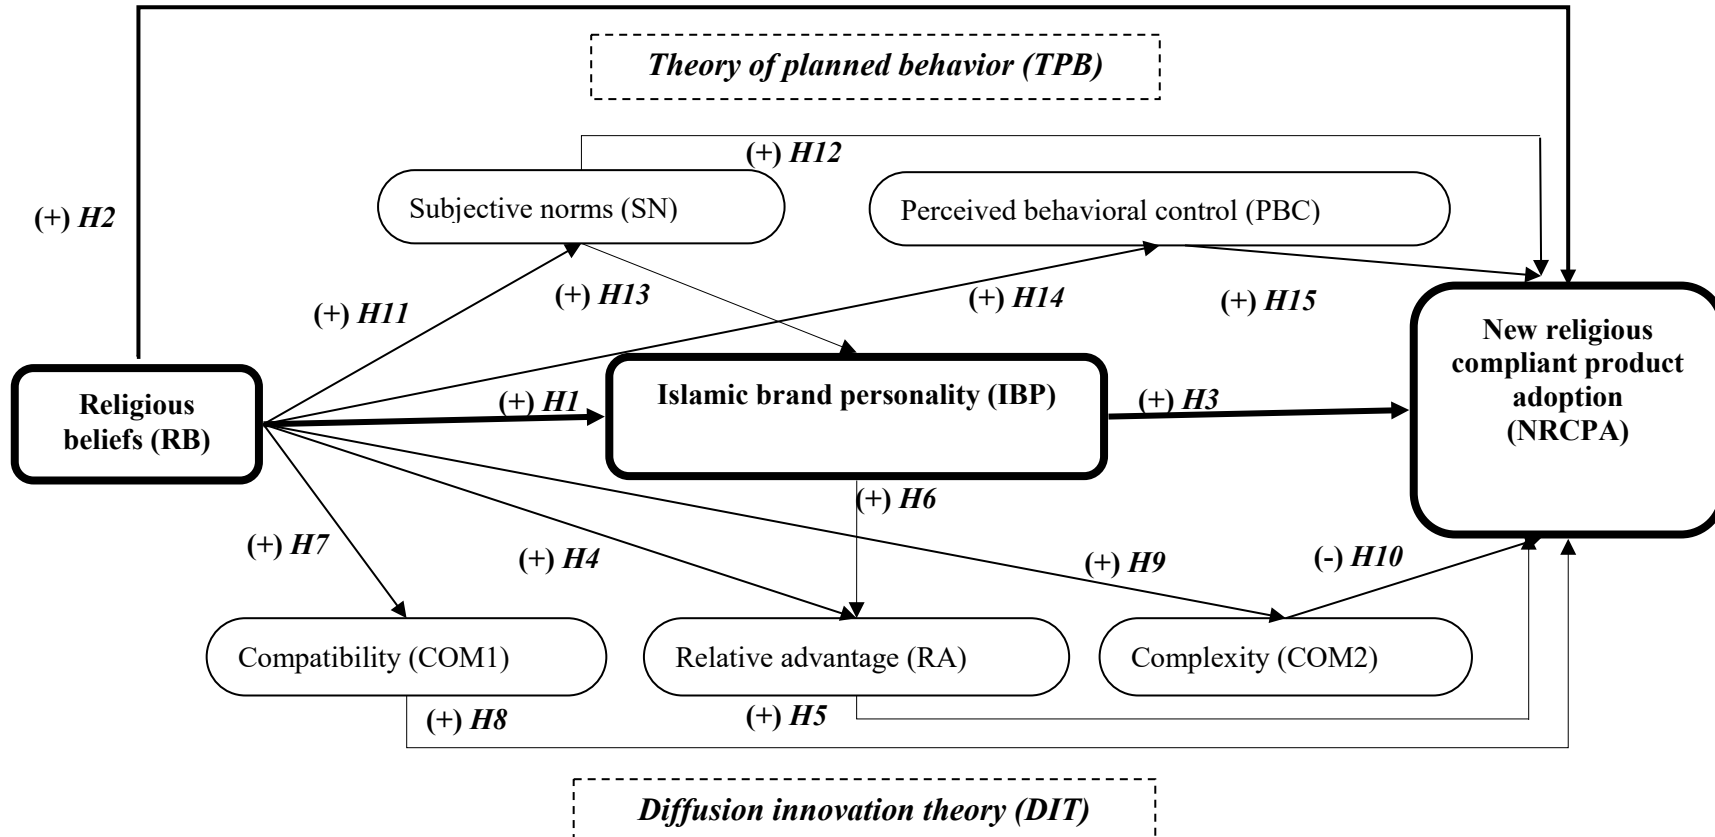 Theory of planned behavior (TPB)
(+) H12
Subjective norms (SN)
Perceived behavioral control (PBC)
(+) H2
(+) H11
(+) H13
(+) H14
(+) H15
New religious
compliant product
adoption
(NRCPA)
Religious
beliefs (RB)
(+) H1
Islamic brand personality (IBP)
(+) H3
(+) H6
(+) H7
(+) H4
(+) H9
(-) H10
Compatibility (COM1)
Relative advantage (RA)
Complexity (COM2)
(+) H8
(+) H5
Diffusion innovation theory (DIT)